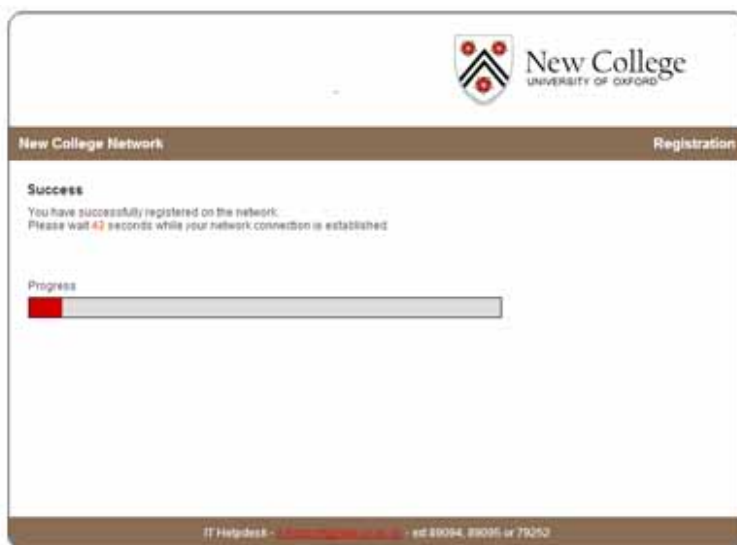 New College
UNIVERSITY OF OXFORD
New College Network Registration
Success
You have successfully registered on the network.
Please wait 42 seconds while your network connection is established
Progress
IT Helpdesk - - ext 89094, 89095 or 79252